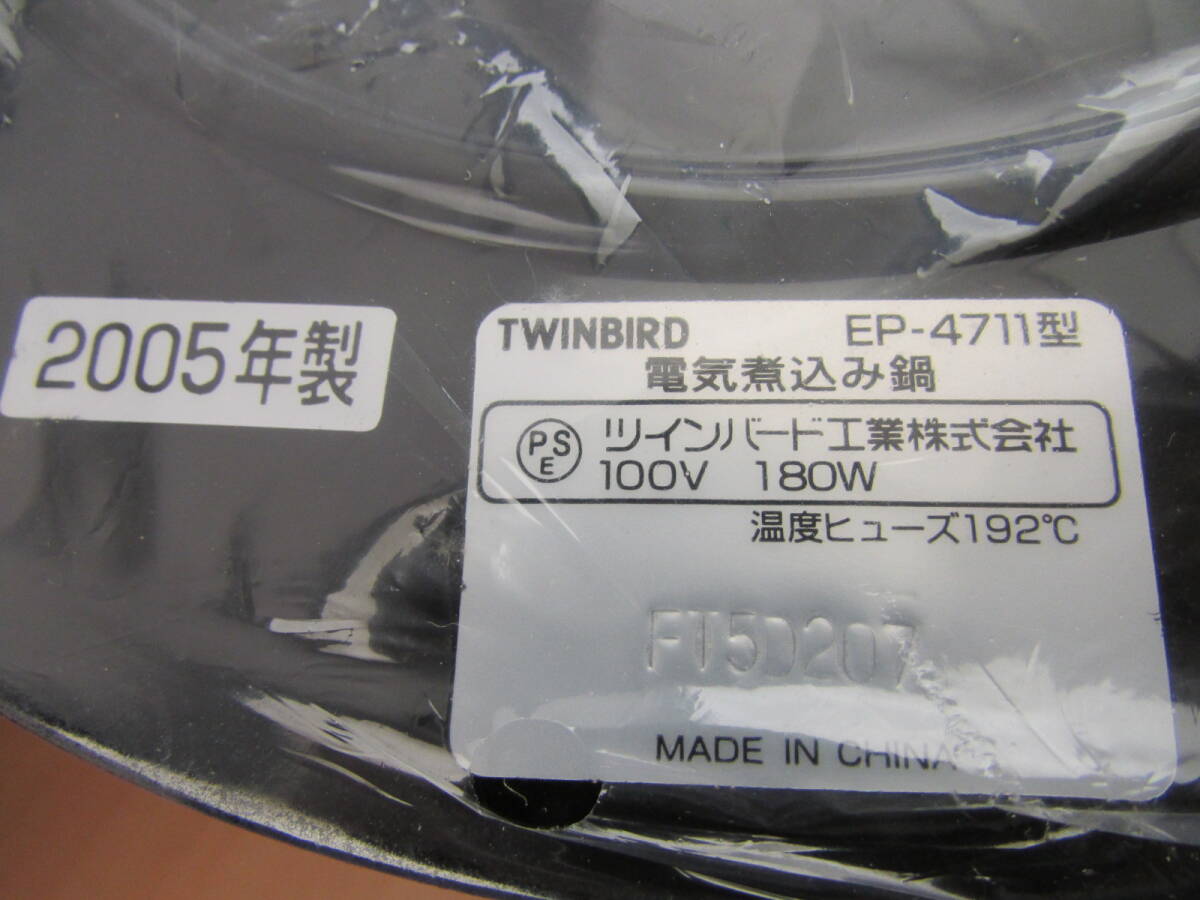 2005年製
TWINBIRD EP-4711型
電気煮込み鍋
PSE ツインバード工業株式会社
100V 180W
温度ヒューズ192℃
FT5D207
MADE IN CHINA